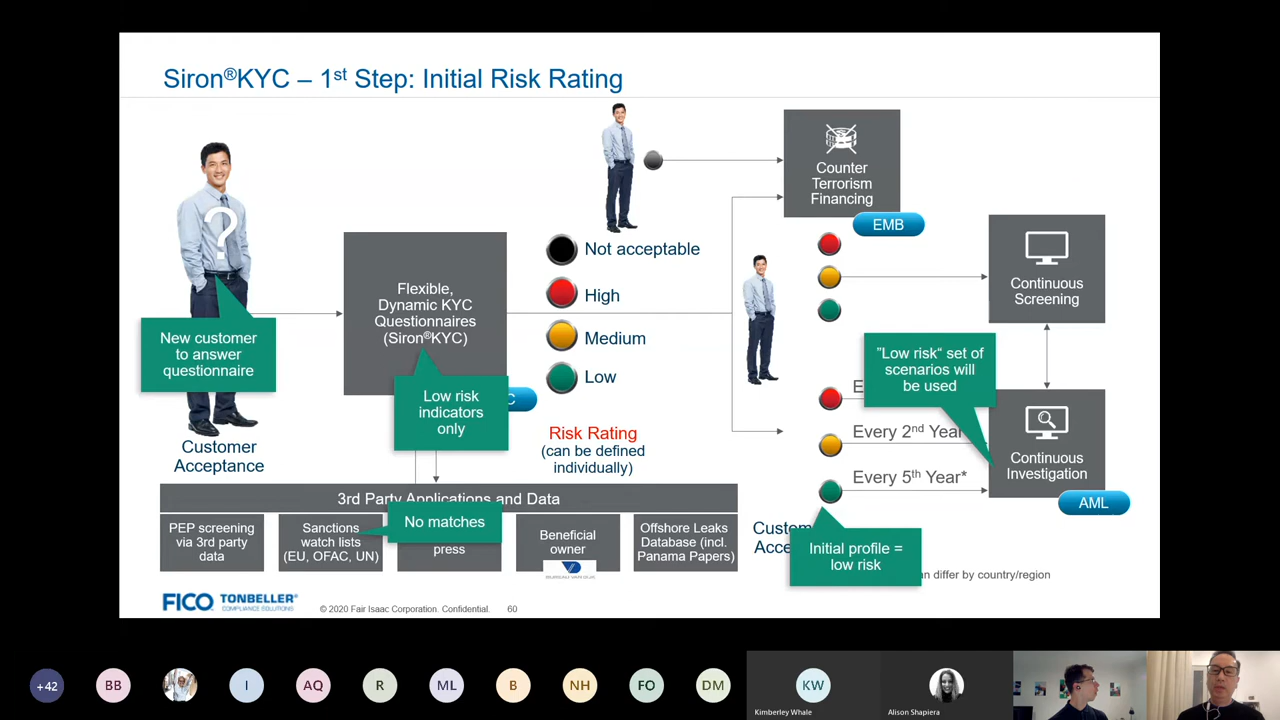 Siron®KYC – 1st Step: Initial Risk Rating
?
New customer
to answer
questionnaire
Customer
Acceptance
Flexible,
Dynamic KYC
Questionnaires
(Siron®KYC)
C
Low risk
indicators
only
Not acceptable
High
Medium
Low
Risk Rating
(can be defined
individually)
Counter
Terrorism
Financing
EMB
Continuous
Screening
"Low risk“ set of
scenarios will
be used
E
Every 2nd Year
Every 5th Year*
Continuous
Investigation
AML
3rd Party Applications and Data
PEP screening
via 3rd party
data
Sanctions
watch lists
(EU, OFAC, UN)
No matches
press
Beneficial
owner
BUREAU VAN DIJK
Offshore Leaks
Database (incl.
Panama Papers)
Custom
Acce
Initial profile =
low risk
an differ by country/region
FICO TONBELLER
COMPLIANCE SOLUTIONS
© 2020 Fair Isaac Corporation. Confidential.
60
+42
BB
I
AQ
R
ML
B
NH
FO
DM
KW
Kimberley Whale
Alison Shapiera